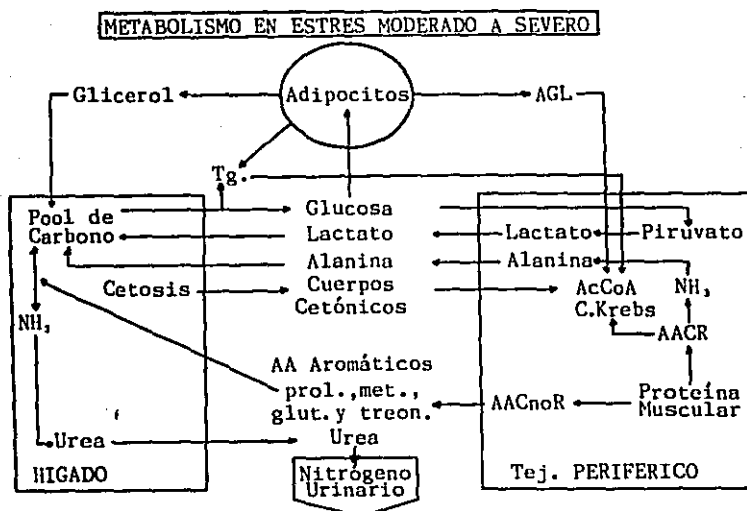 METABOLISMO EN ESTRES MODERADO A SEVERO
Glicerol
Adipocitos
AGL
Tg.
Pool de
Carbono
Glucosa
Lactato
Lactato
Piruvato
Alanina
Alanina
Cetosis
Cuerpos
Cetónicos
AcCoA
C.Krebs
NH₃
NH₃
AACR
AA Aromáticos
prol.,met.,
glut.y treon.
AACnoR
Proteína
Muscular
Urea
Urea
HIGADO
Nitrógeno
Urinario
Tej. PERIFERICO